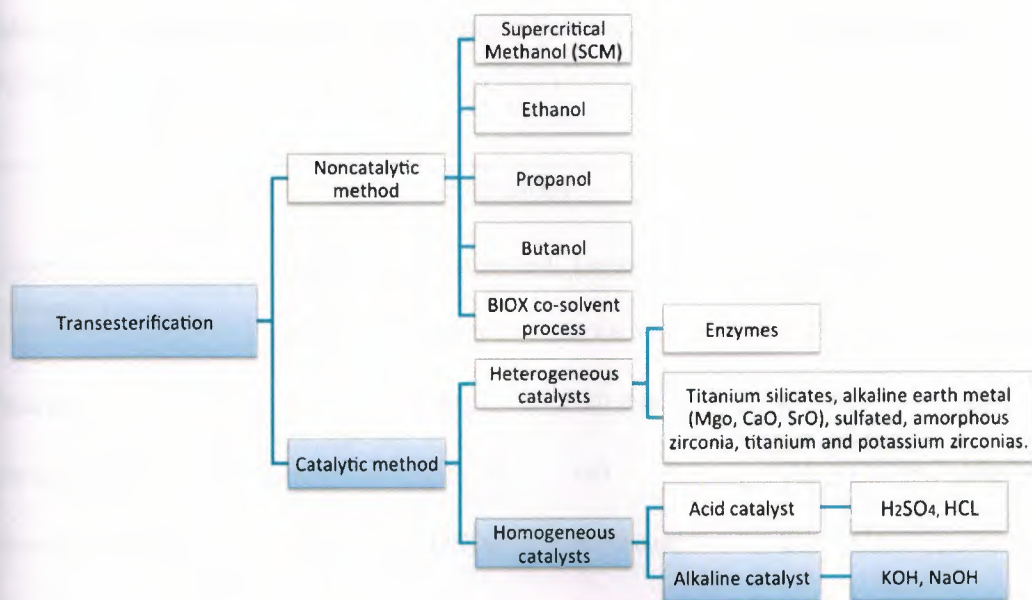 Supercritical
Methanol (SCM)
Ethanol
Noncatalytic
method
Propanol
Butanol
BIOX co-solvent
process
Transesterification
Enzymes
Heterogeneous
catalysts
Titanium silicates, alkaline earth metal
(Mgo, CaO, SrO), sulfated, amorphous
zirconia, titanium and potassium zirconias.
Catalytic method
Acid catalyst
H₂SO₄, HCL
Homogeneous
catalysts
Alkaline catalyst
KOH, NaOH